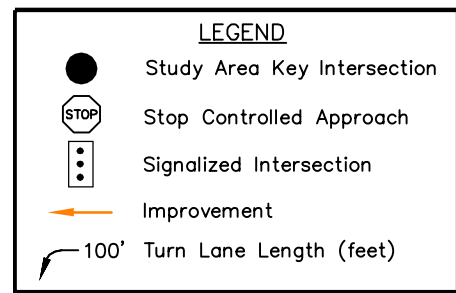 LEGEND
Study Area Key Intersection
STOP Stop Controlled Approach
Signalized Intersection
Improvement
100' Turn Lane Length (feet)